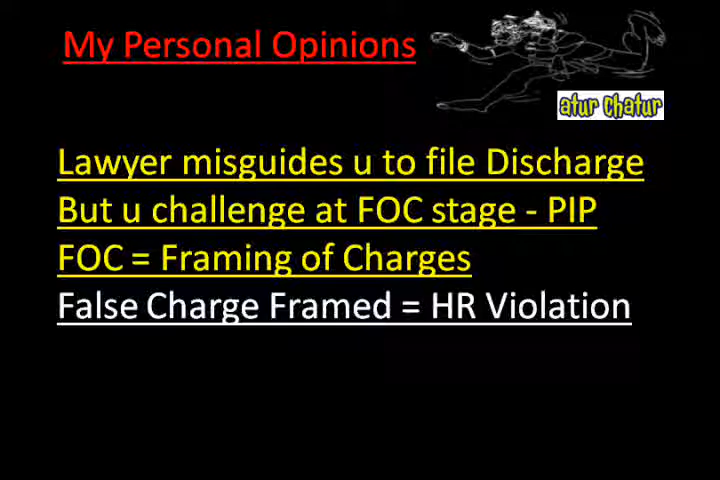 My Personal Opinions
atur chatur
Lawyer misguides u to file Discharge
But u challenge at FOC stage - PIP
FOC = Framing of Charges
False Charge Framed = HR Violation